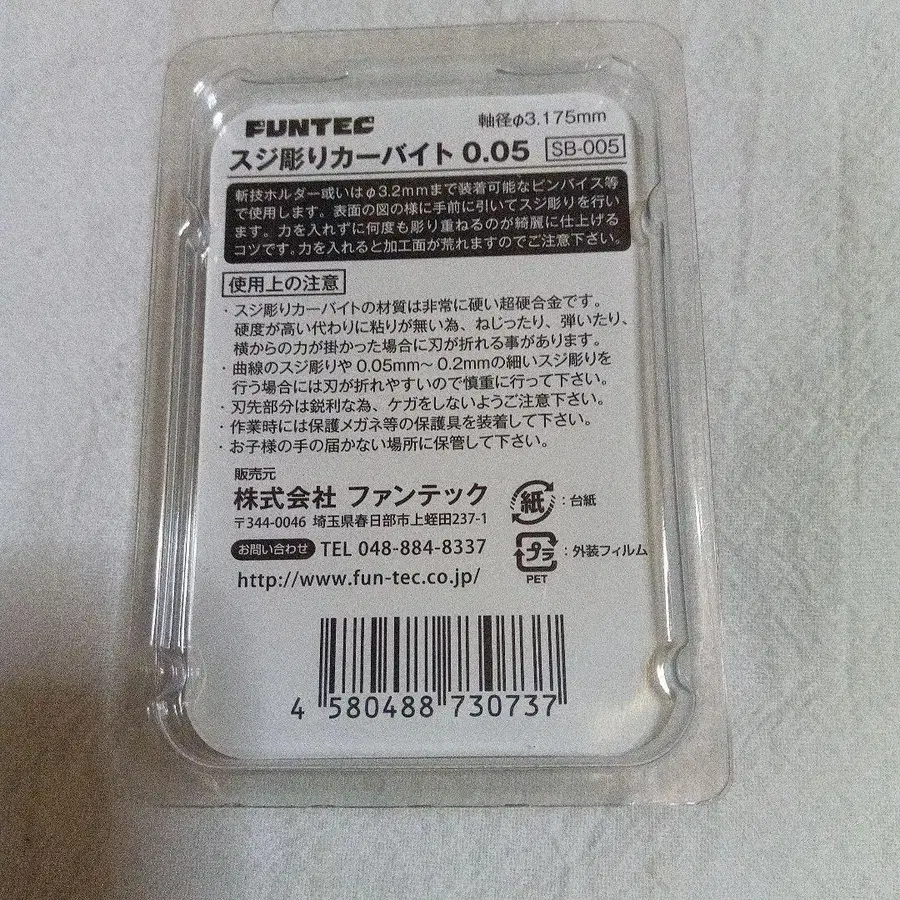 FUNTEC 軸径φ3.175mm
スジ彫りカーバイト 0.05 SB-005
斬技ホルダー或いはφ3.2mmまで装着可能なピンバイス等
で使用します。表面の図の様に手前に引いてスジ彫りを行い
ます。力を入れずに何度も彫り重ねるのが綺麗に仕上げる
コツです。力を入れると加工面が荒れますのでご注意下さい。
使用上の注意
・スジ彫りカーバイトの材質は非常に硬い超硬合金です。
硬度が高い代わりに粘りが無い為、ねじったり、弾いたり、
横からの力が掛かった場合に刃が折れる事があります。
・曲線のスジ彫りや 0.05mm〜 0.2mmの細いスジ彫りを
行う場合には刃が折れやすいので慎重に行って下さい。
・刃先部分は鋭利な為、ケガをしないようご注意下さい。
・作業時には保護メガネ等の保護具を装着して下さい。
・お子様の手の届かない場所に保管して下さい。
販売元
株式会社 ファンテック
〒344-0046 埼玉県春日部市上蛭田237-1
お問い合わせ TEL 048-884-8337
http://www.fun-tec.co.jp/
紙 : 台紙
プラ : 外装フィルム
PET
4 580488 730737